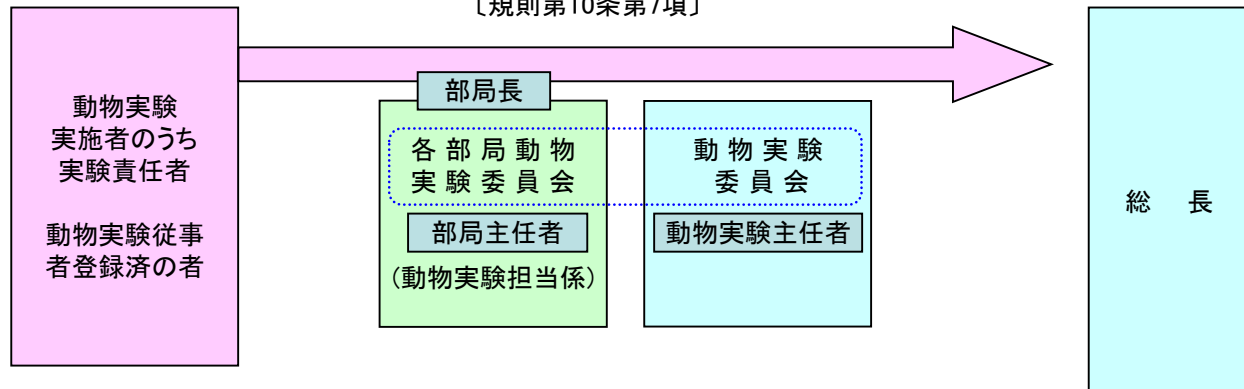 〔規則第10条第7項〕
動物実験
実施者のうち
実験責任者
動物実験従事
者登録済の者
部局長
各部局動物
実験委員会
部局主任者
(動物実験担当係)
動物実験
委員会
動物実験主任者
総　長